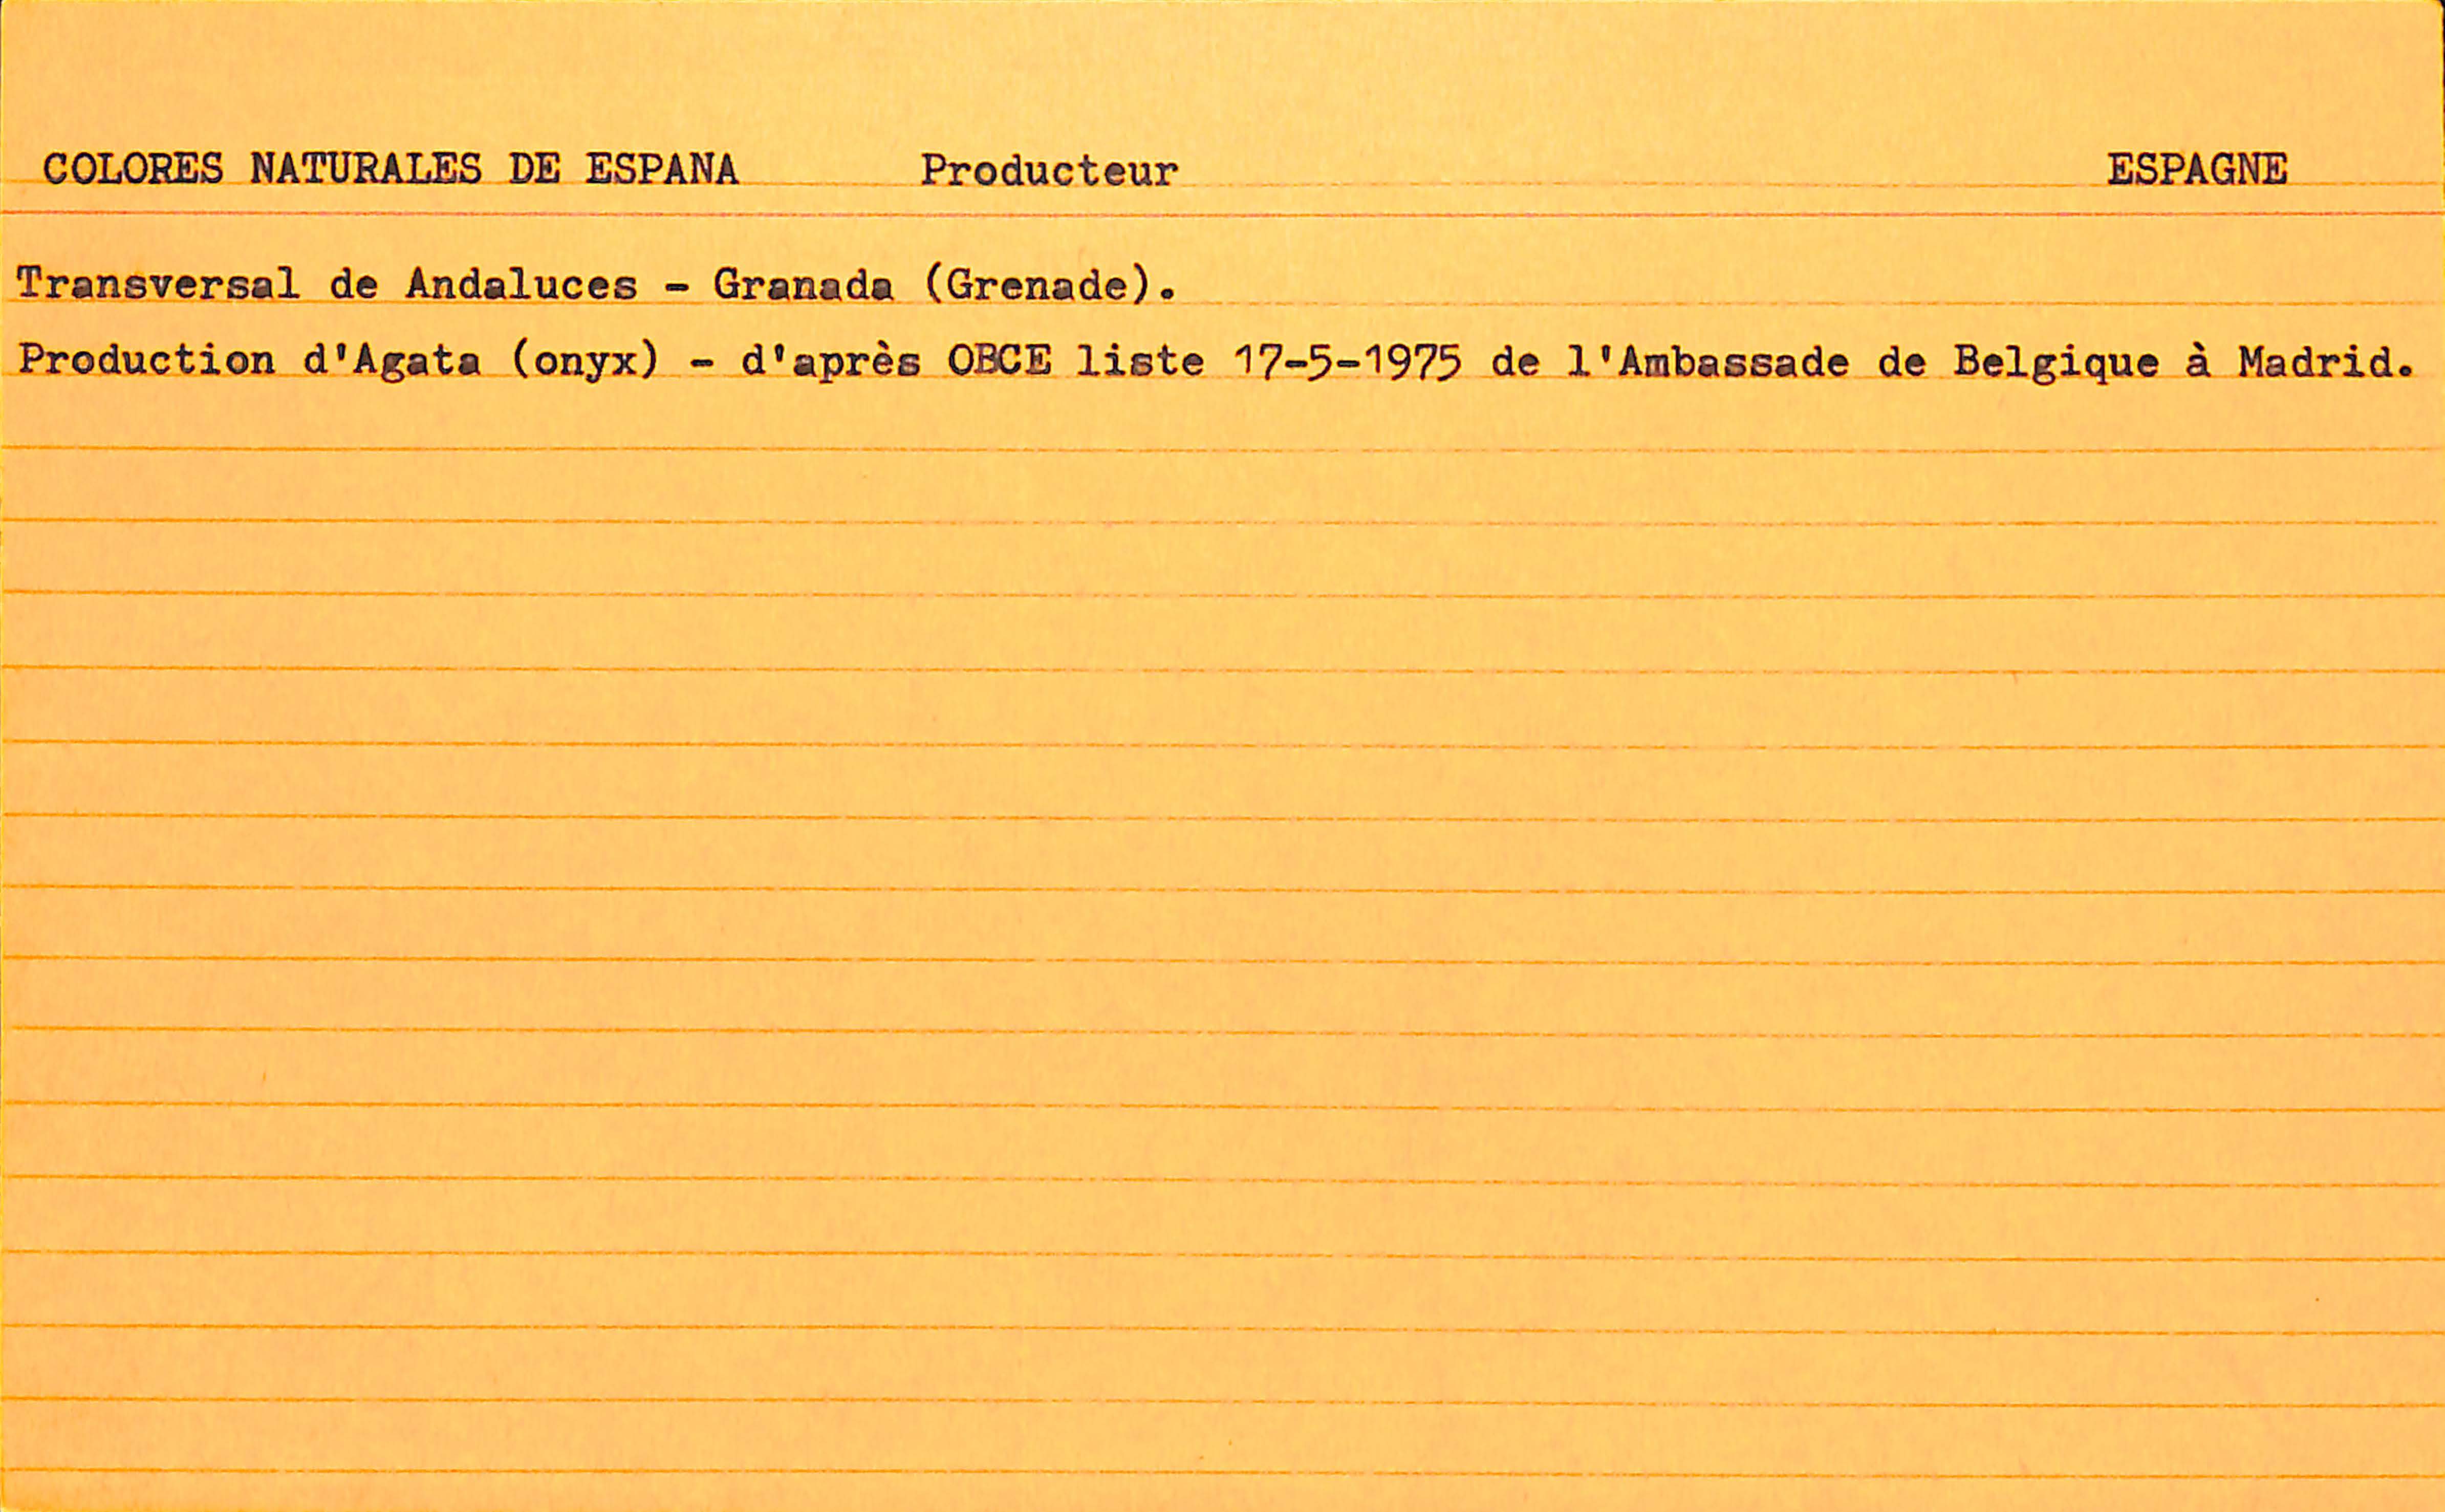 COLORES NATURALES DE ESPANA Producteur ESPAGNE
Transversal de Andaluces - Granada (Grenade).
Production d'Agata (onyx) - d'après OBCE liste 17-5-1975 de l'Ambassade de Belgique à Madrid.